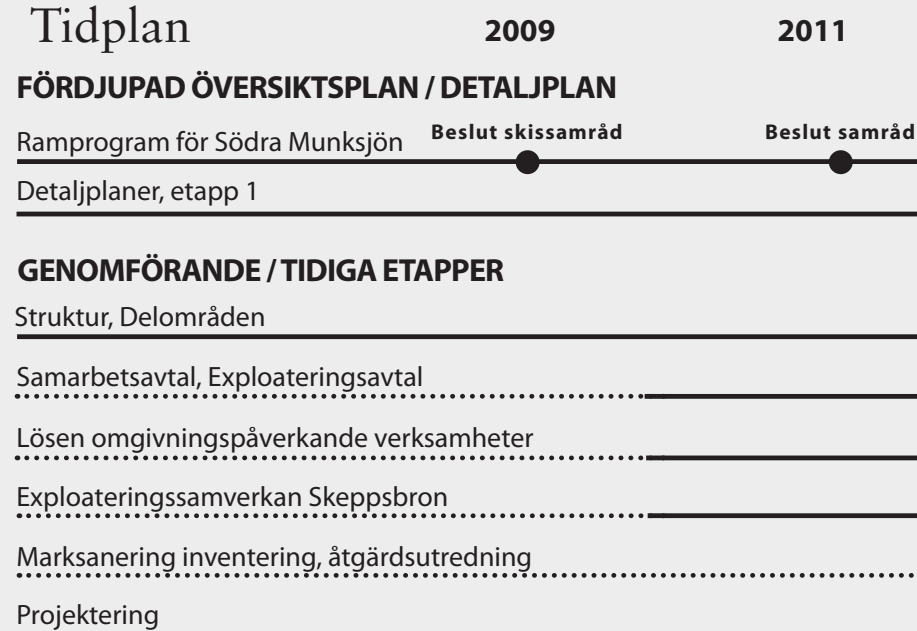 Tidplan 2009 2011
FÖRDJUPAD ÖVERSIKTSPLAN / DETALJPLAN
Ramprogram för Södra Munksjön Beslut skissamråd Beslut samråd
Detaljplaner, etapp 1
GENOMFÖRANDE / TIDIGA ETAPPER
Struktur, Delområden
Samarbetsavtal, Exploateringsavtal
Lösen omgivningspåverkande verksamheter
Exploateringssamverkan Skeppsbron
Marksanering inventering, åtgärdsutredning
Projektering